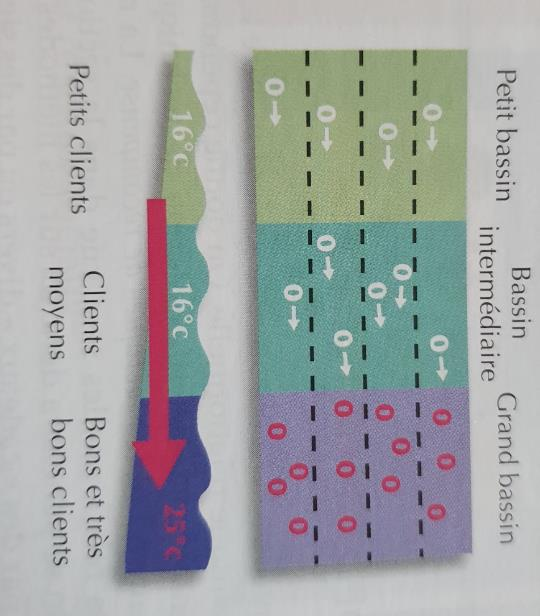 Petit bassin
Bassin
intermédiaire
Grand bassin
16°c
16°c
25°c
Petits clients
Clients
moyens
Bons et très
bons clients